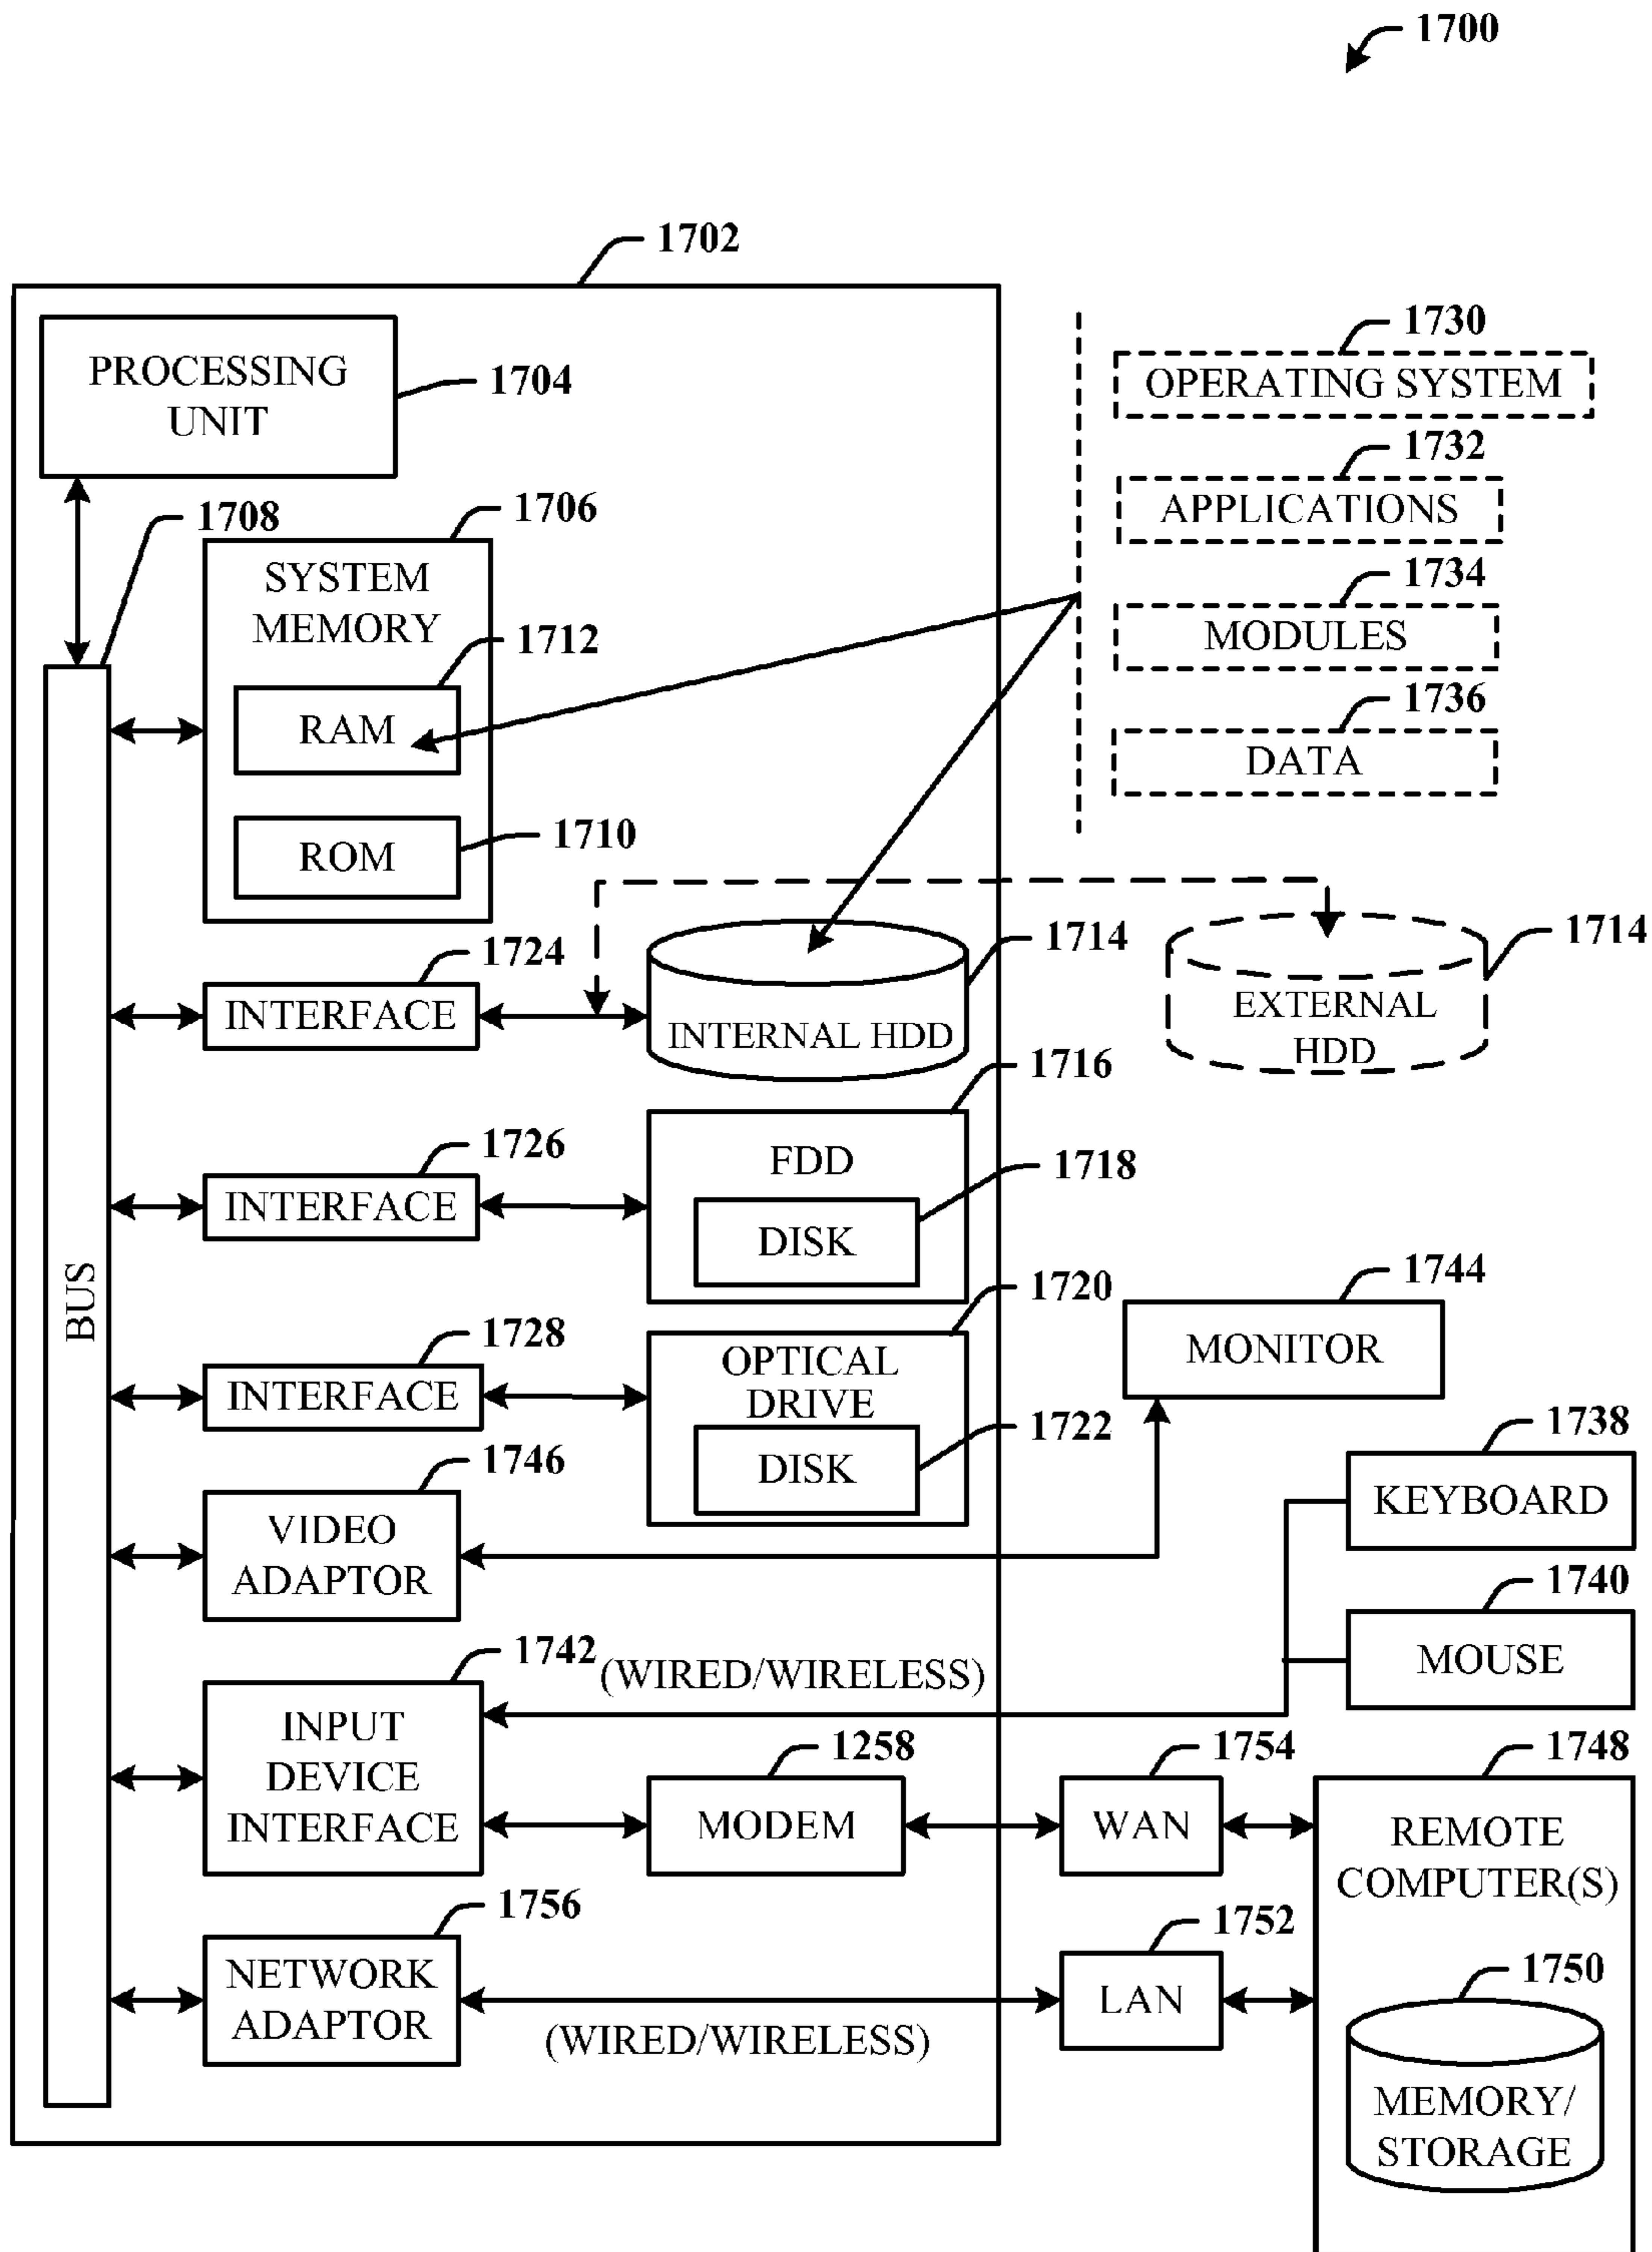 1700
1702
PROCESSING
UNIT
1704
1730
OPERATING SYSTEM
1732
APPLICATIONS
1734
MODULES
1736
DATA
1708
1706
SYSTEM
MEMORY
1712
RAM
1710
ROM
BUS
1724
INTERFACE
1714
INTERNAL HDD
1714
EXTERNAL
HDD
1726
INTERFACE
1716
FDD
1718
DISK
1728
INTERFACE
1720
OPTICAL
DRIVE
1722
DISK
1744
MONITOR
1746
VIDEO
ADAPTOR
1738
KEYBOARD
1740
MOUSE
1742
(WIRED/WIRELESS)
INPUT
DEVICE
INTERFACE
1258
MODEM
1754
WAN
1748
REMOTE
COMPUTER(S)
1756
NETWORK
ADAPTOR
(WIRED/WIRELESS)
1752
LAN
1750
MEMORY/
STORAGE